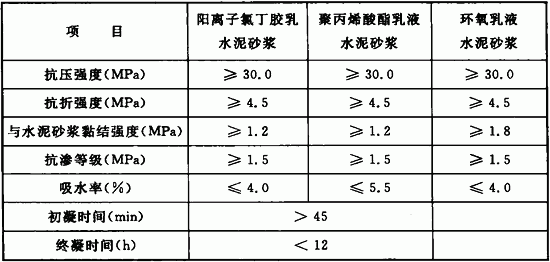 项 目 阳离子氯丁胶乳水泥砂浆 聚丙烯酸酯乳液水泥砂浆 环氧乳液水泥砂浆
抗压强度(MPa) ≥30.0 ≥30.0 ≥30.0
抗折强度(MPa) ≥4.5 ≥4.5 ≥4.5
与水泥砂浆黏结强度(MPa) ≥1.2 ≥1.2 ≥1.8
抗渗等级(MPa) ≥1.5 ≥1.5 ≥1.5
吸水率(%) ≤4.0 ≤5.5 ≤4.0
初凝时间(min) >45
终凝时间(h) <12